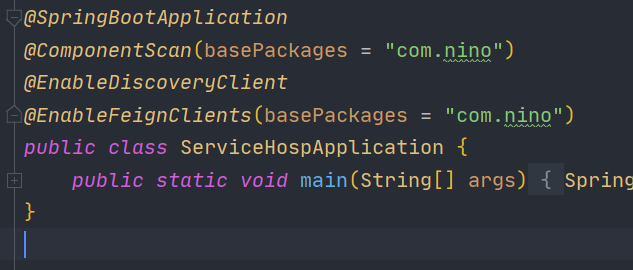 @SpringBootApplication
@ComponentScan(basePackages = "com.nino")
@EnableDiscoveryClient
@EnableFeignClients(basePackages = "com.nino")
public class ServiceHospApplication {
public static void main(String[] args) { Spring
}